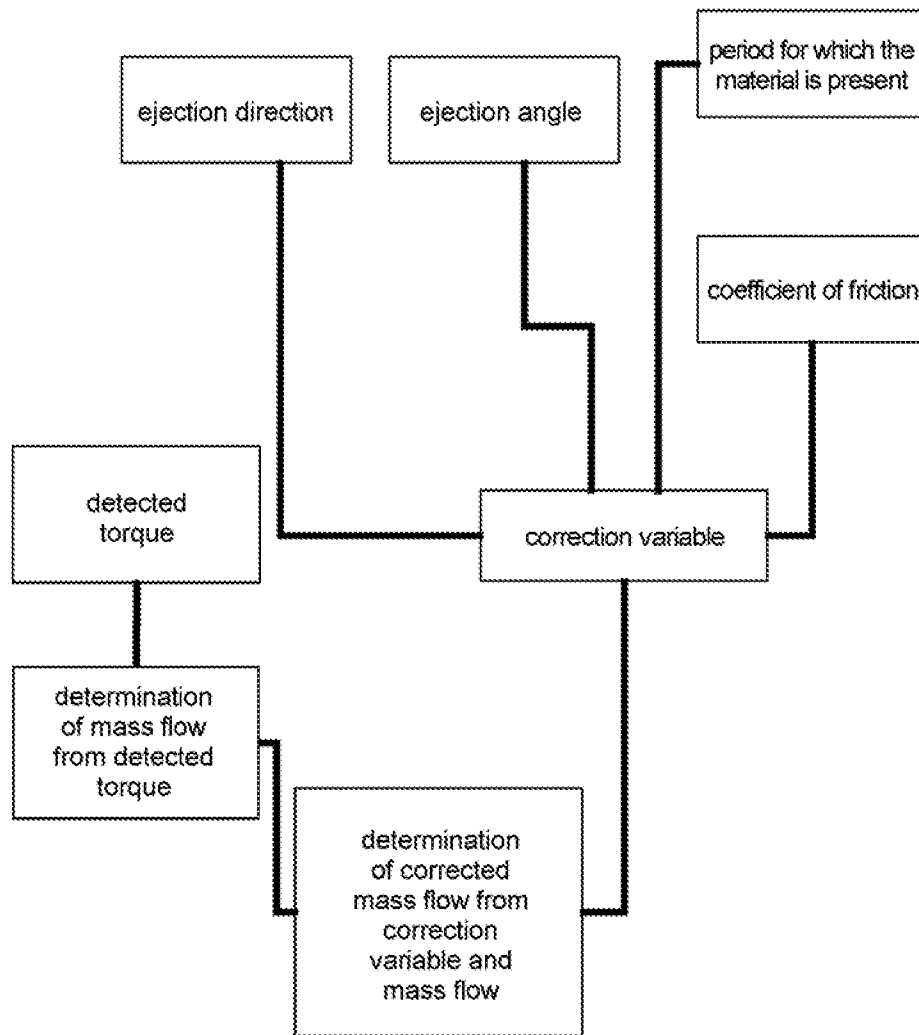 period for which the
material is present
ejection direction
ejection angle
coefficient of friction
detected
torque
correction variable
determination
of mass flow
from detected
torque
determination
of corrected
mass flow from
correction
variable and
mass flow